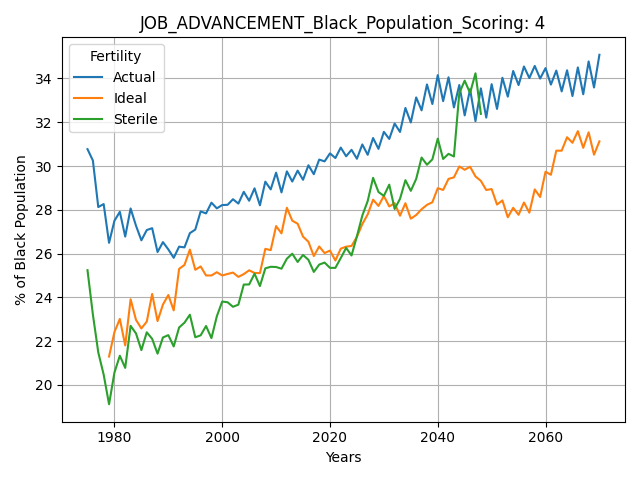 JOB_ADVANCEMENT_Black_Population_Scoring: 4
Fertility
Actual
Ideal
Sterile
% of Black Population
34
32
30
28
26
24
22
20
1980 2000 2020 2040 2060
Years